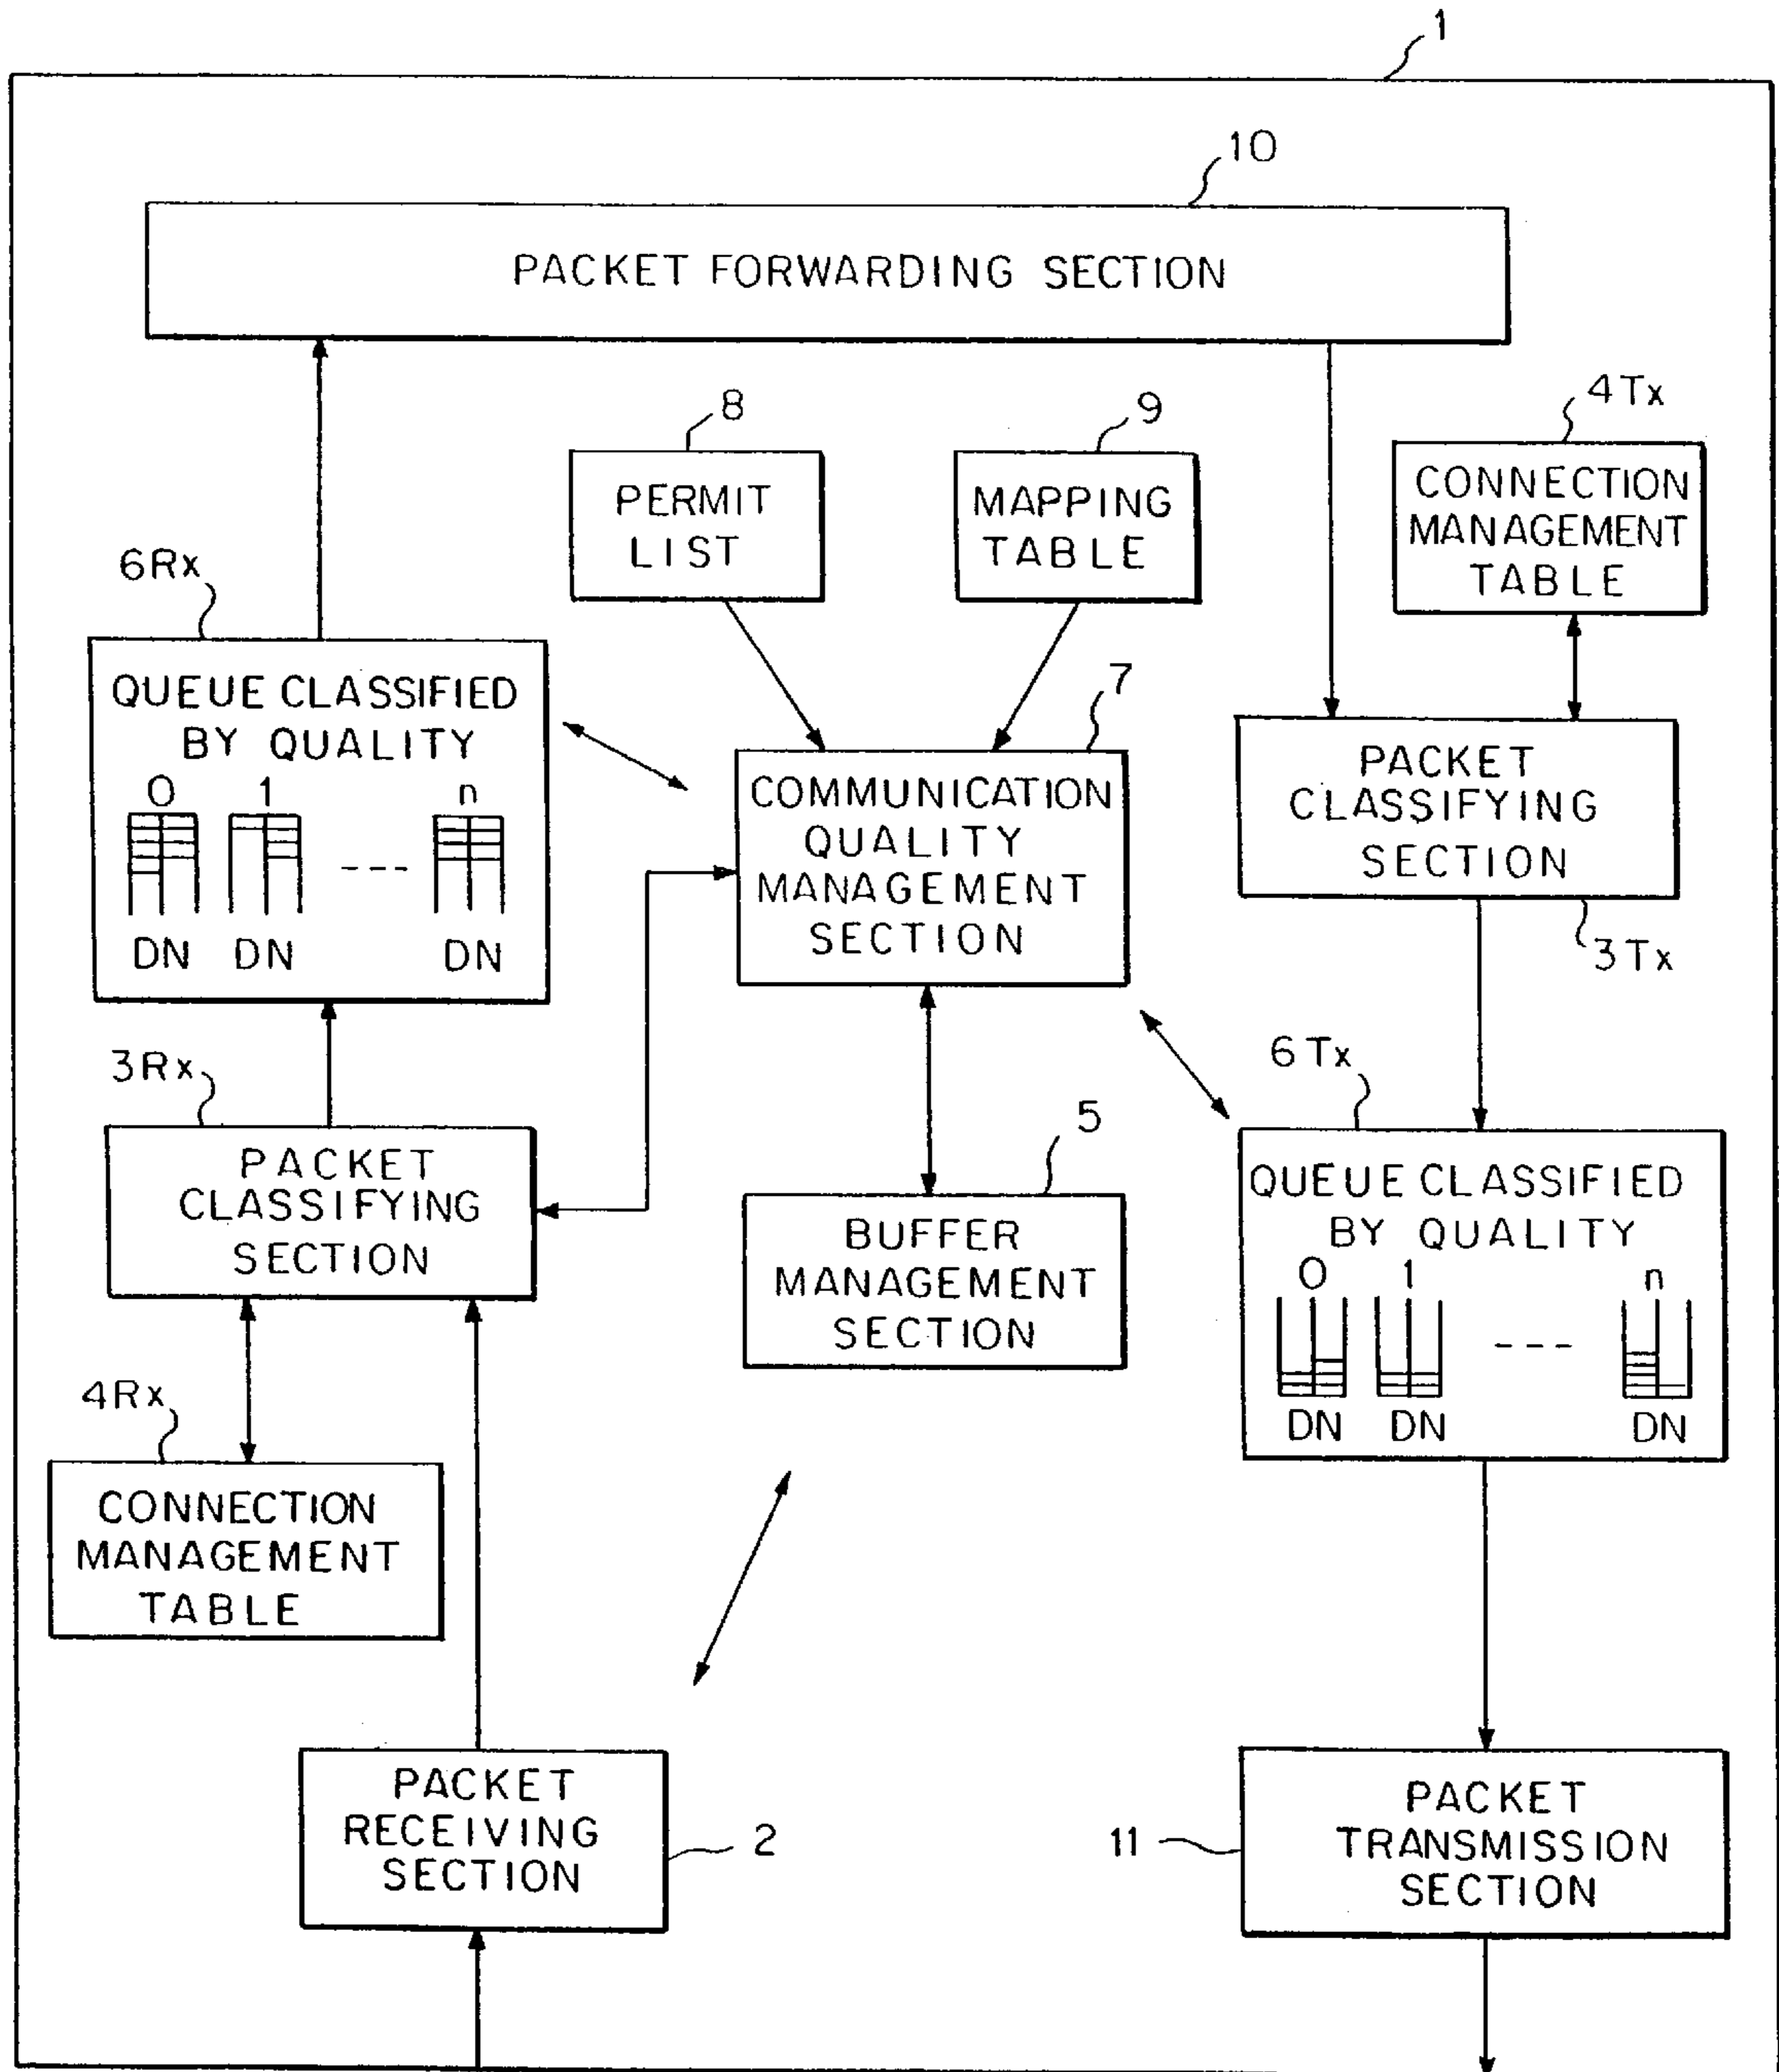 1
10
PACKET FORWARDING SECTION
8
9
4Tx
PERMIT
LIST
MAPPING
TABLE
CONNECTION
MANAGEMENT
TABLE
6Rx
QUEUE CLASSIFIED
BY QUALITY
0 1 n
---
DN DN DN
7
COMMUNICATION
QUALITY
MANAGEMENT
SECTION
PACKET
CLASSIFYING
SECTION
3Tx
3Rx
PACKET
CLASSIFYING
SECTION
5
BUFFER
MANAGEMENT
SECTION
6Tx
QUEUE CLASSIFIED
BY QUALITY
0 1 n
---
DN DN DN
4Rx
CONNECTION
MANAGEMENT
TABLE
PACKET
RECEIVING
SECTION
2
11
PACKET
TRANSMISSION
SECTION